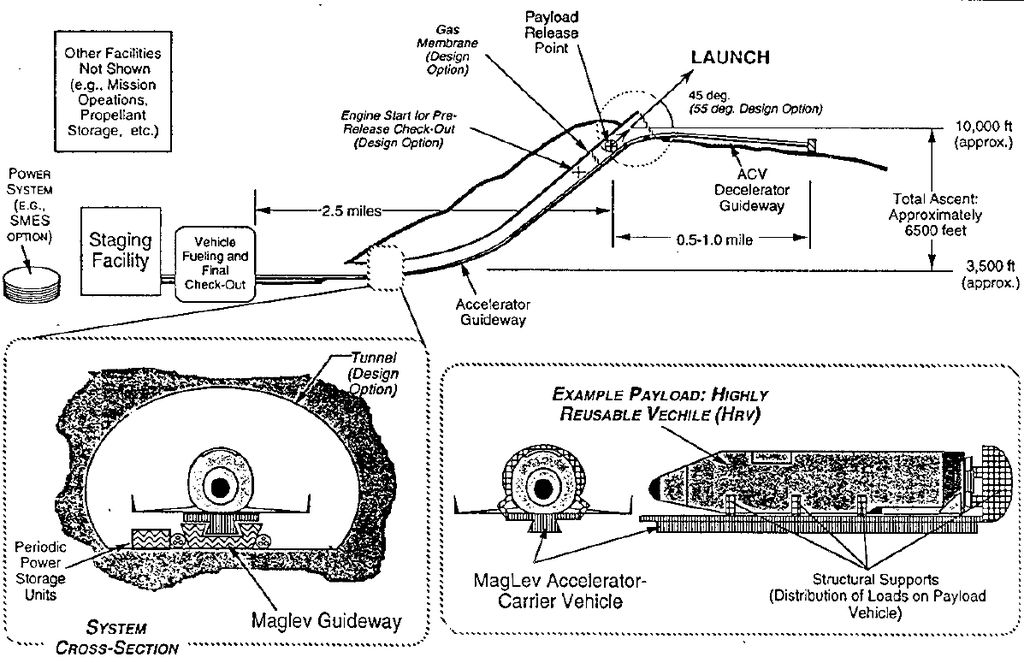 Other Facilities
Not Shown
(e.g., Mission
Opeations,
Propellant
Storage, etc.)
Gas
Membrane
(Design
Option)
Payload
Release
Point
LAUNCH
45 deg.
(55 deg. Design Option)
Engine Start for Pre-
Release Check-Out
(Design Option)
10,000 ft
(approx.)
POWER
SYSTEM
(E.G.,
SMES
OPTION)
Staging
Facility
Vehicle
Fueling and
Final
Check-Out
2.5 miles
ACV
Decelerator
Guideway
0.5-1.0 mile
Total Ascent:
Approximately
6500 feet
3,500 ft
(approx.)
Accelerator
Guideway
Tunnel
(Design
Option)
Periodic
Power
Storage
Units
Maglev Guideway
SYSTEM
CROSS-SECTION
EXAMPLE PAYLOAD: HIGHLY
REUSABLE VECHILE (HRV)
MagLev Accelerator-
Carrier Vehicle
Structural Supports
(Distribution of Loads on Payload
Vehicle)